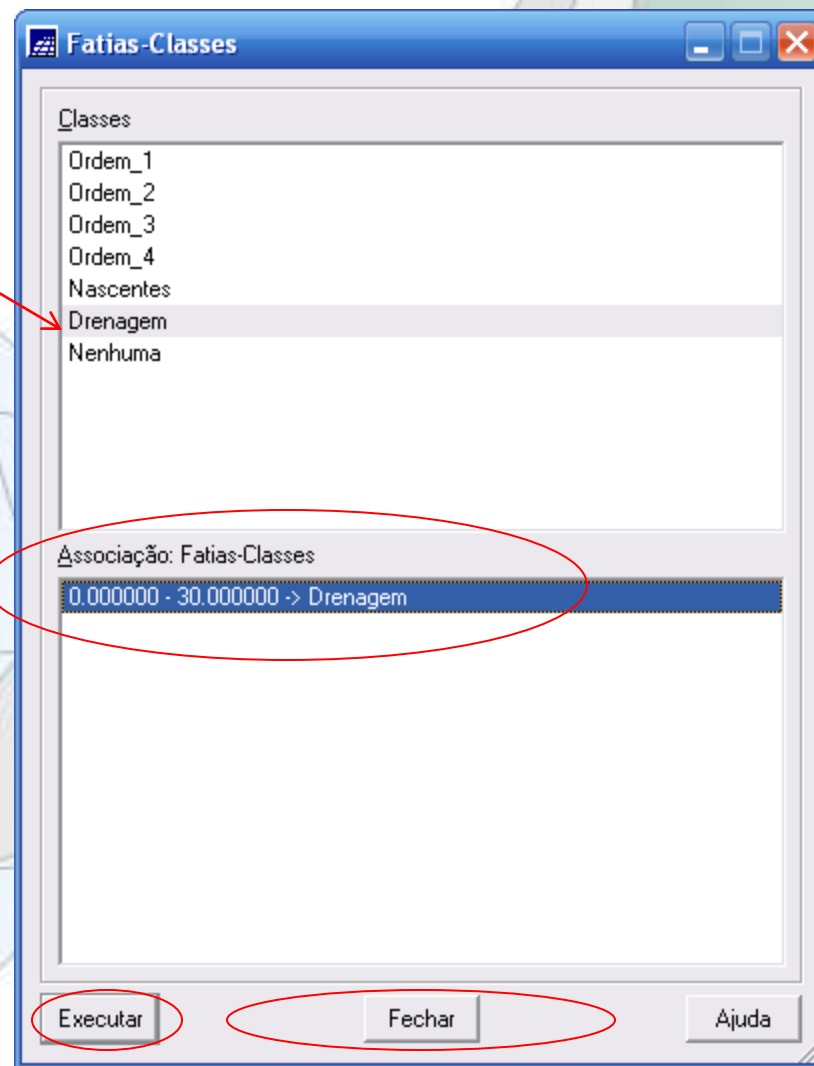 Fatias-Classes
Classes
Ordem_1
Ordem_2
Ordem_3
Ordem_4
Nascentes
Drenagem
Nenhuma
Associação: Fatias-Classes
0.000000 - 30.000000 -> Drenagem
Executar Fechar Ajuda